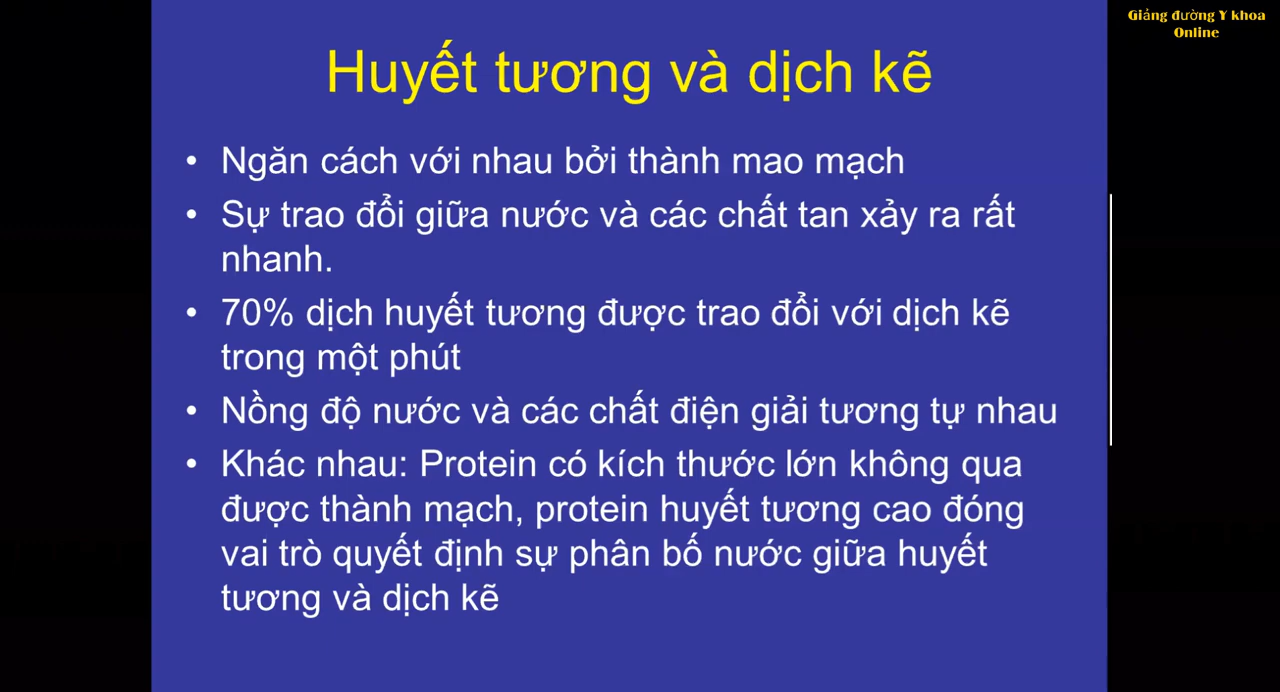 Giảng đường Y khoa
Online
Huyết tương và dịch kẽ
• Ngăn cách với nhau bởi thành mao mạch
• Sự trao đổi giữa nước và các chất tan xảy ra rất
nhanh.
• 70% dịch huyết tương được trao đổi với dịch kẽ
trong một phút
• Nồng độ nước và các chất điện giải tương tự nhau
• Khác nhau: Protein có kích thước lớn không qua
được thành mạch, protein huyết tương cao đóng
vai trò quyết định sự phân bố nước giữa huyết
tương và dịch kẽ